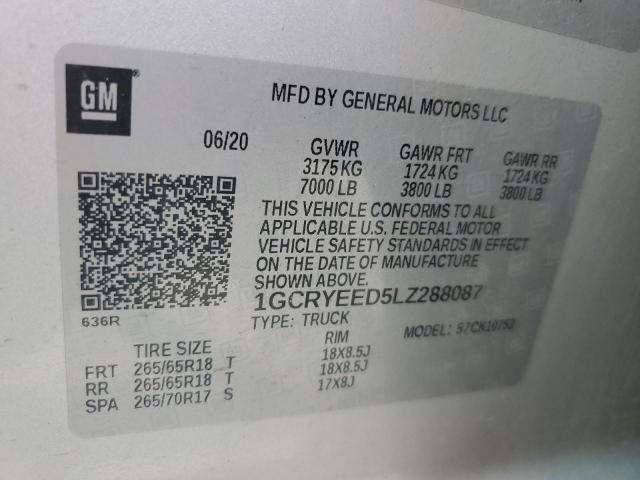 GM
MFD BY GENERAL MOTORS LLC
06/20 GVWR GAWR FRT GAWR RR
3175 KG 1724 KG 1724 KG
7000 LB 3800 LB 3800 LB
THIS VEHICLE CONFORMS TO ALL
APPLICABLE U.S. FEDERAL MOTOR
VEHICLE SAFETY STANDARDS IN EFFECT
ON THE DATE OF MANUFACTURE
SHOWN ABOVE.
1GCRYEED5LZ288087
636R
TYPE: TRUCK MODEL: 57CK10753
TIRE SIZE RIM
FRT 265/65R18 T 18X8.5J
RR 265/65R18 T 18X8.5J
SPA 265/70R17 S 17X8J